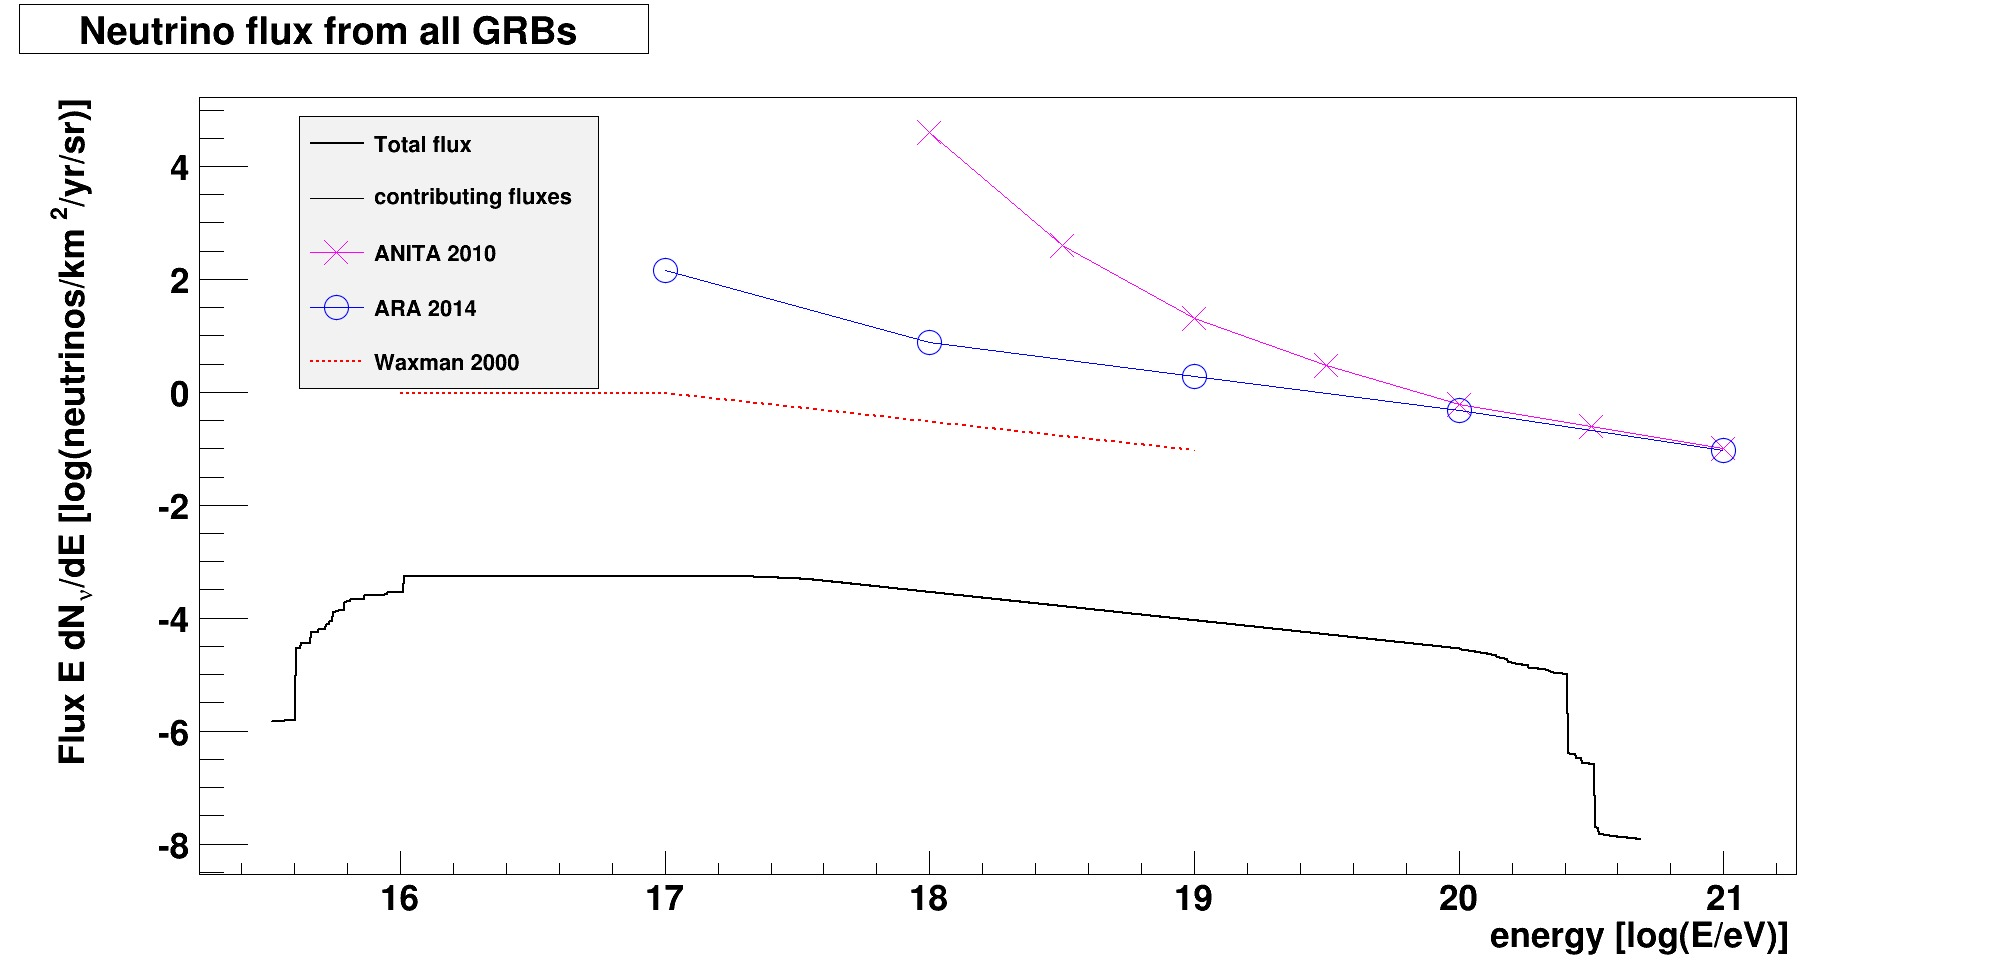 Neutrino flux from all GRBs
Flux E dNν/dE [log(neutrinos/km 2/yr/sr)]
Total flux
contributing fluxes
ANITA 2010
ARA 2014
Waxman 2000
4
2
0
-2
-4
-6
-8
16 17 18 19 20 21
energy [log(E/eV)]